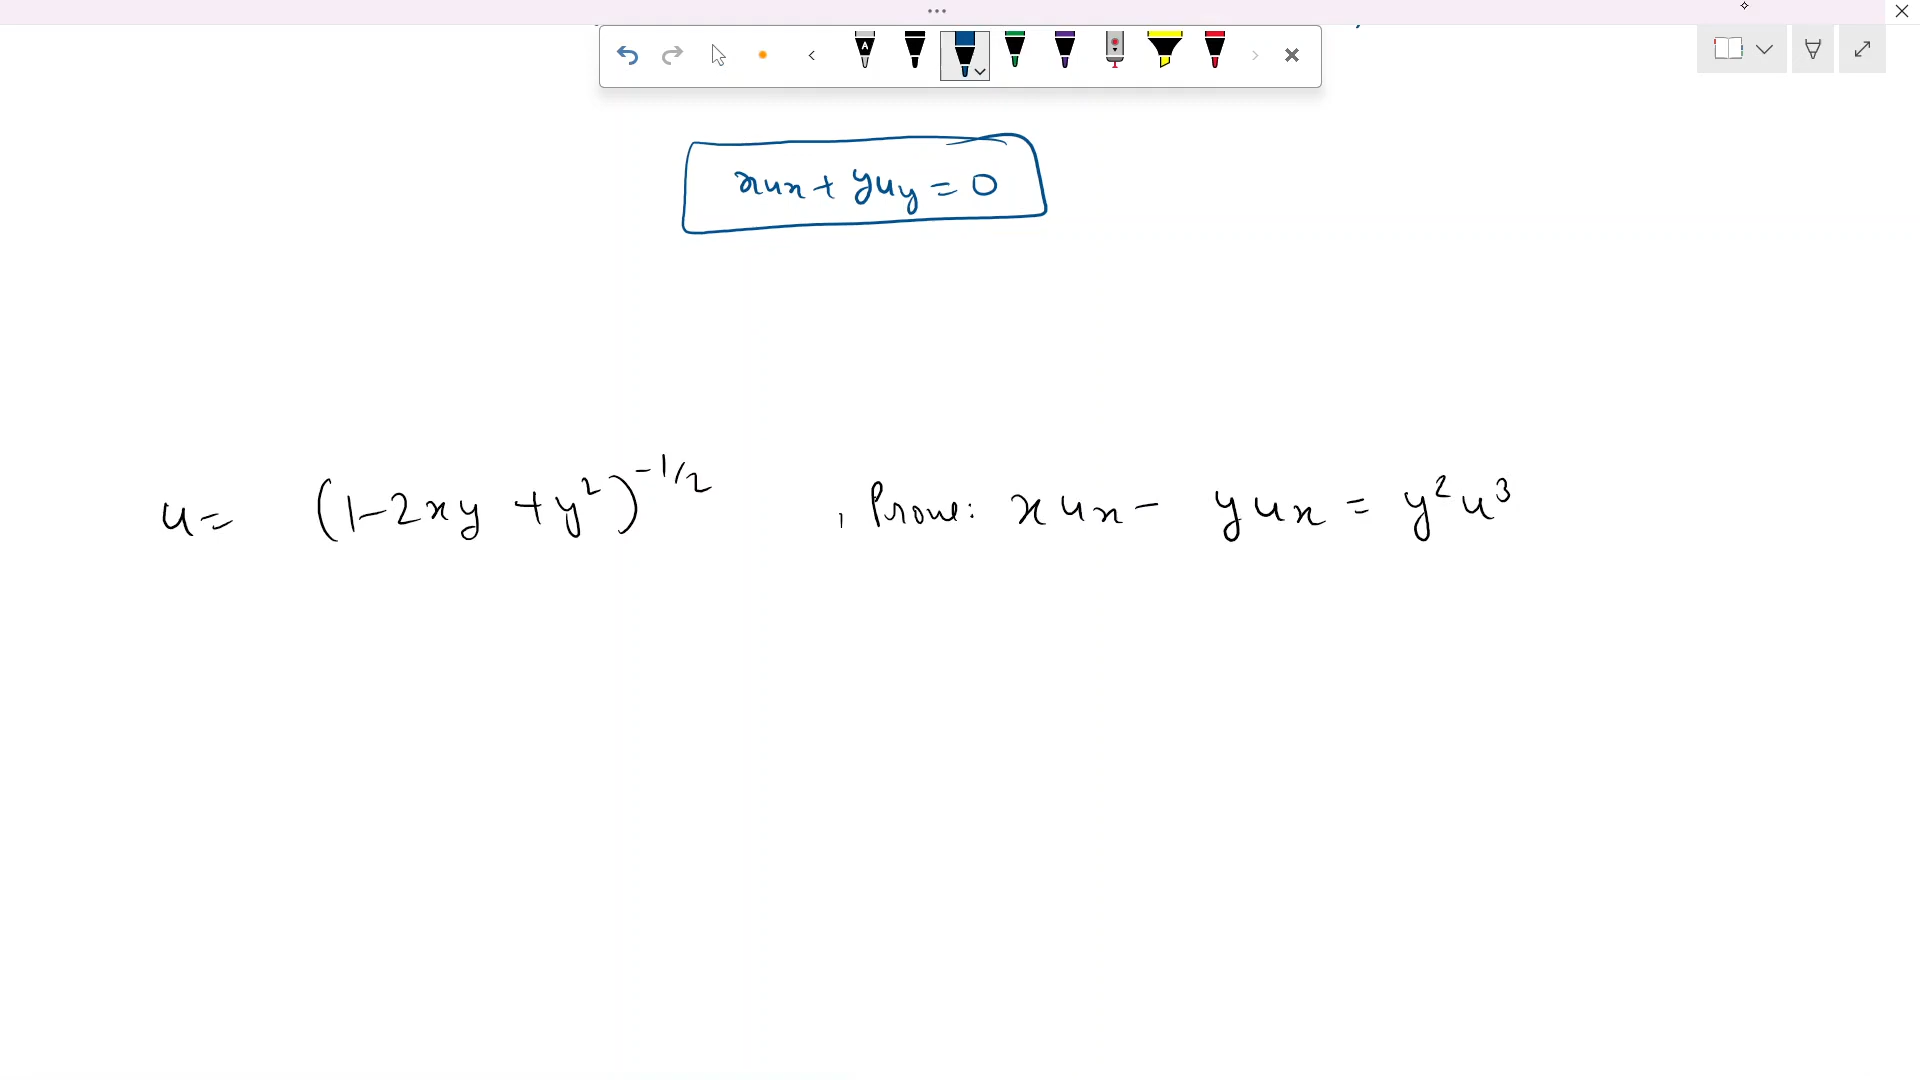 xux + yuy = 0
u = (1-2xy + y²)^-1/2 , Prove: xux - yux = y²u³